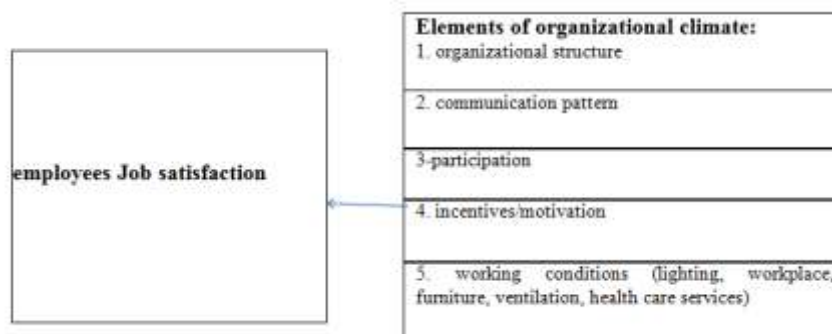 Elements of organizational climate:
1. organizational structure
2. communication pattern
employees Job satisfaction
3-participation
4. incentives/motivation
5. working conditions (lighting, workplace,
furniture, ventilation, health care services)